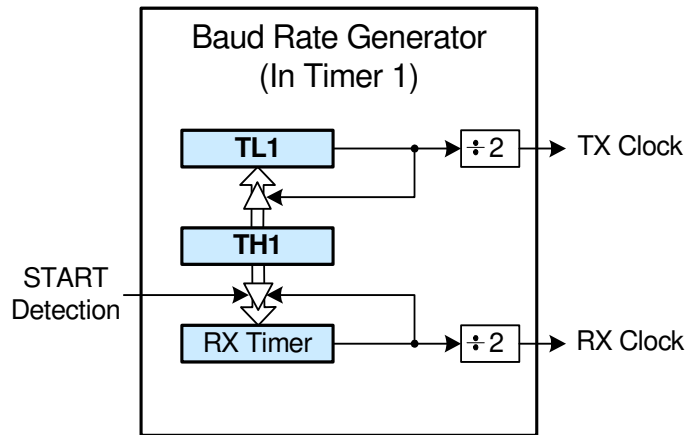 Baud Rate Generator
(In Timer 1)
TL1
÷ 2
TX Clock
TH1
START
Detection
RX Timer
÷ 2
RX Clock